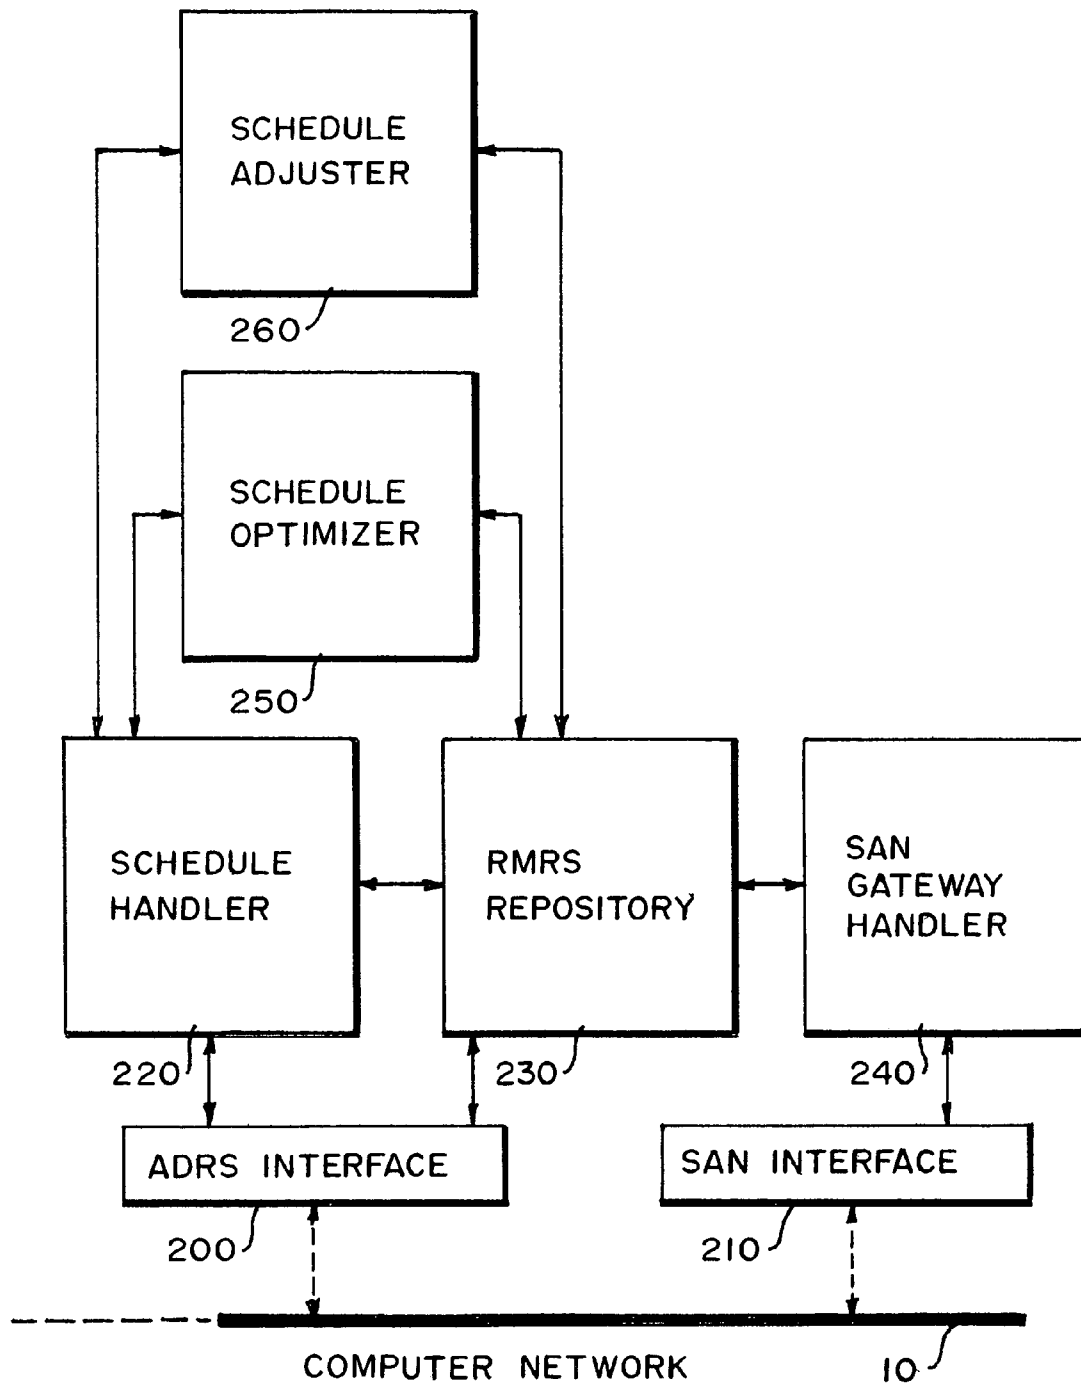 SCHEDULE
ADJUSTER
260
SCHEDULE
OPTIMIZER
250
SCHEDULE
HANDLER
RMRS
REPOSITORY
SAN
GATEWAY
HANDLER
220
230
240
ADRS INTERFACE
SAN INTERFACE
200
210
COMPUTER NETWORK
10